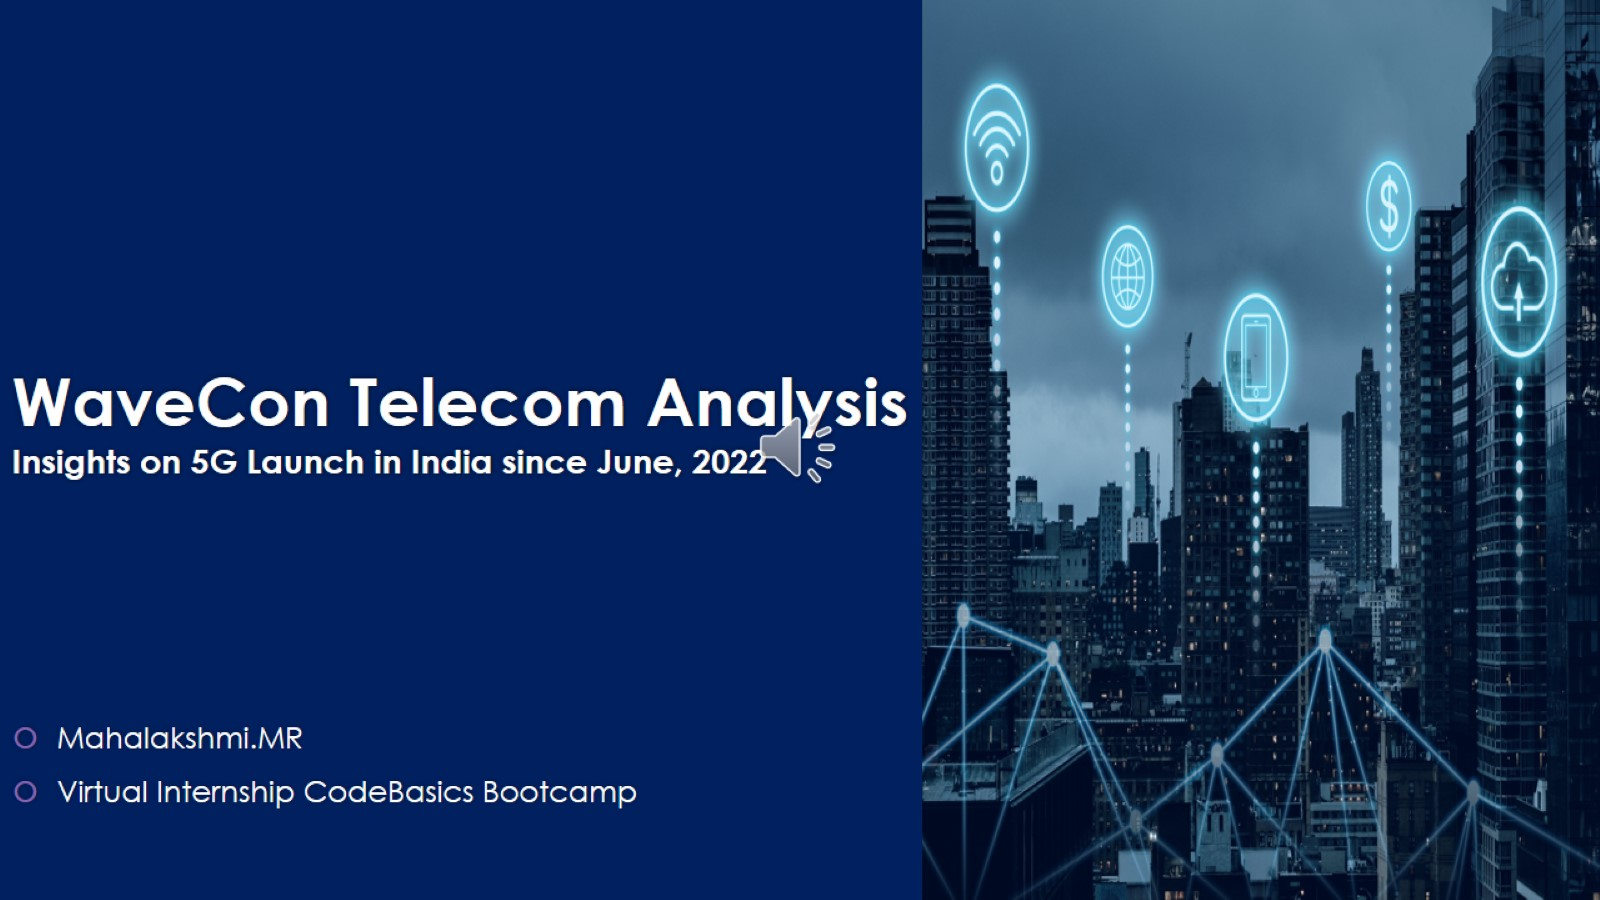 WaveCon Telecom Analysis
Insights on 5G Launch in India since June, 2022
Mahalakshmi.MR
Virtual Internship CodeBasics Bootcamp
$